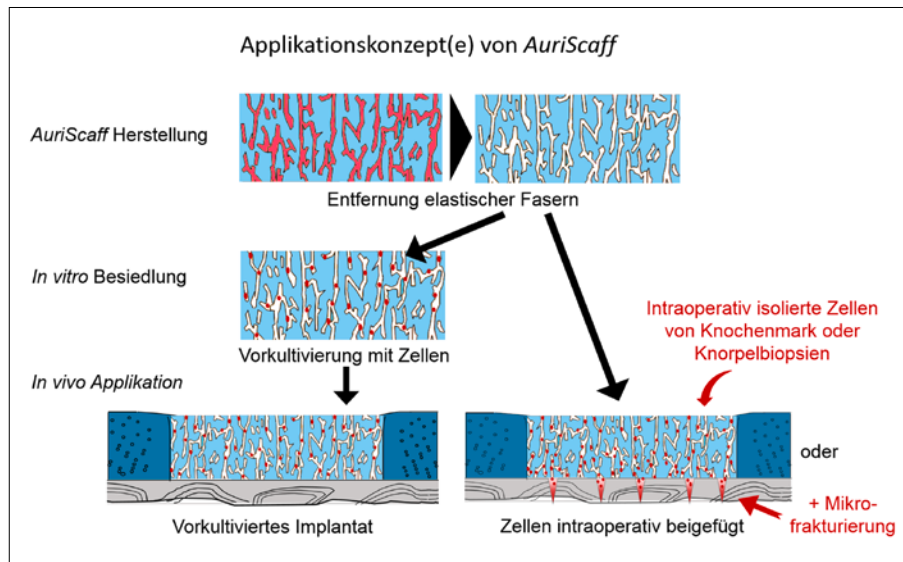 Applikationskonzept(e) von AuriScaff
AuriScaff Herstellung
Entfernung elastischer Fasern
In vitro Besiedlung
Vorkultivierung mit Zellen
Intraoperativ isolierte Zellen
von Knochenmark oder
Knorpelbiopsien
In vivo Applikation
oder
+ Mikro-
frakturierung
Vorkultiviertes Implantat
Zellen intraoperativ beigefügt